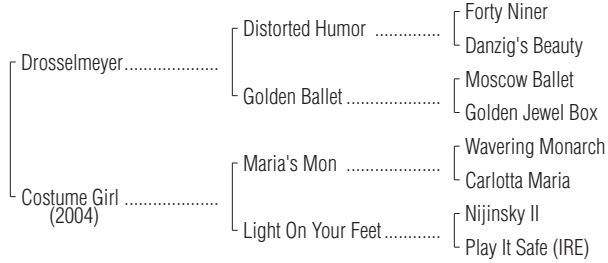 Forty Niner
Distorted Humor ..............
Danzig's Beauty
Drosselmeyer....................
Moscow Ballet
Golden Ballet....................
Golden Jewel Box
Wavering Monarch
Maria's Mon ....................
Carlotta Maria
Costume Girl ....................
(2004)
Nijinsky II
Light On Your Feet............
Play It Safe (IRE)